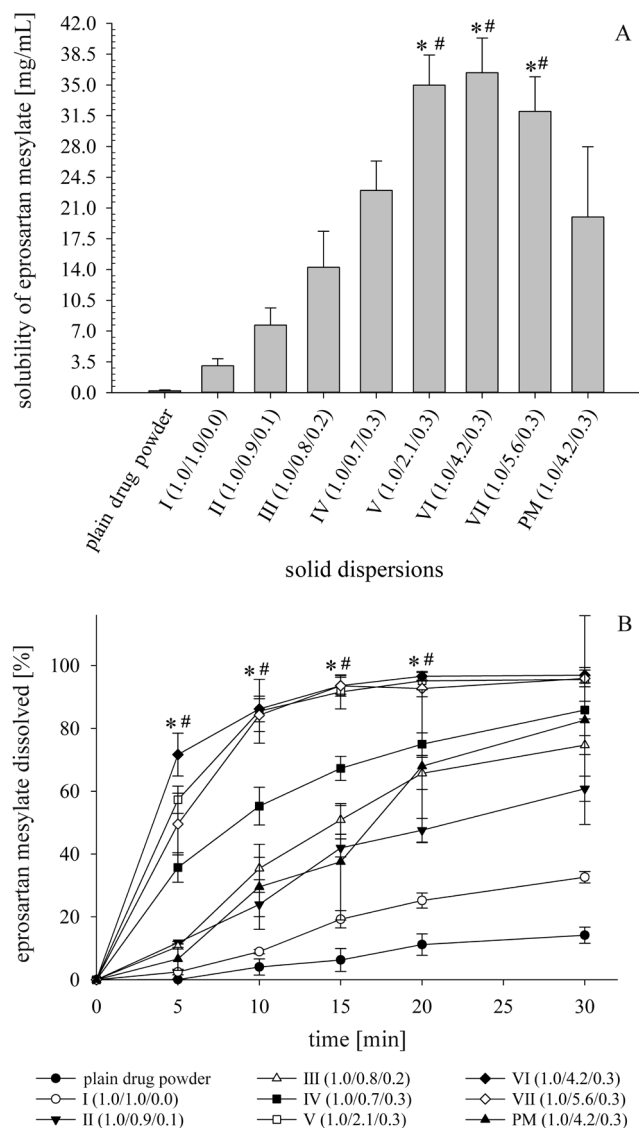 A
solubility of eprosartan mesylate [mg/mL]
42.0
38.5
35.0
31.5
28.0
24.5
21.0
17.5
14.0
10.5
7.0
3.5
0.0
* #
*#
*#
plain drug powder
I (1.0/1.0/0.0)
II (1.0/0.9/0.1)
III (1.0/0.8/0.2)
IV (1.0/0.7/0.3)
V (1.0/2.1/0.3)
VI (1.0/4.2/0.3)
VII (1.0/5.6/0.3)
PM (1.0/4.2/0.3)
solid dispersions
B
eprosartan mesylate dissolved [%]
100
80
60
40
20
0
* #
* #
* #
* #
0 5 10 15 20 30
time [min]
plain drug powder III (1.0/0.8/0.2) VI (1.0/4.2/0.3)
I (1.0/1.0/0.0) IV (1.0/0.7/0.3) VII (1.0/5.6/0.3)
II (1.0/0.9/0.1) V (1.0/2.1/0.3) PM (1.0/4.2/0.3)